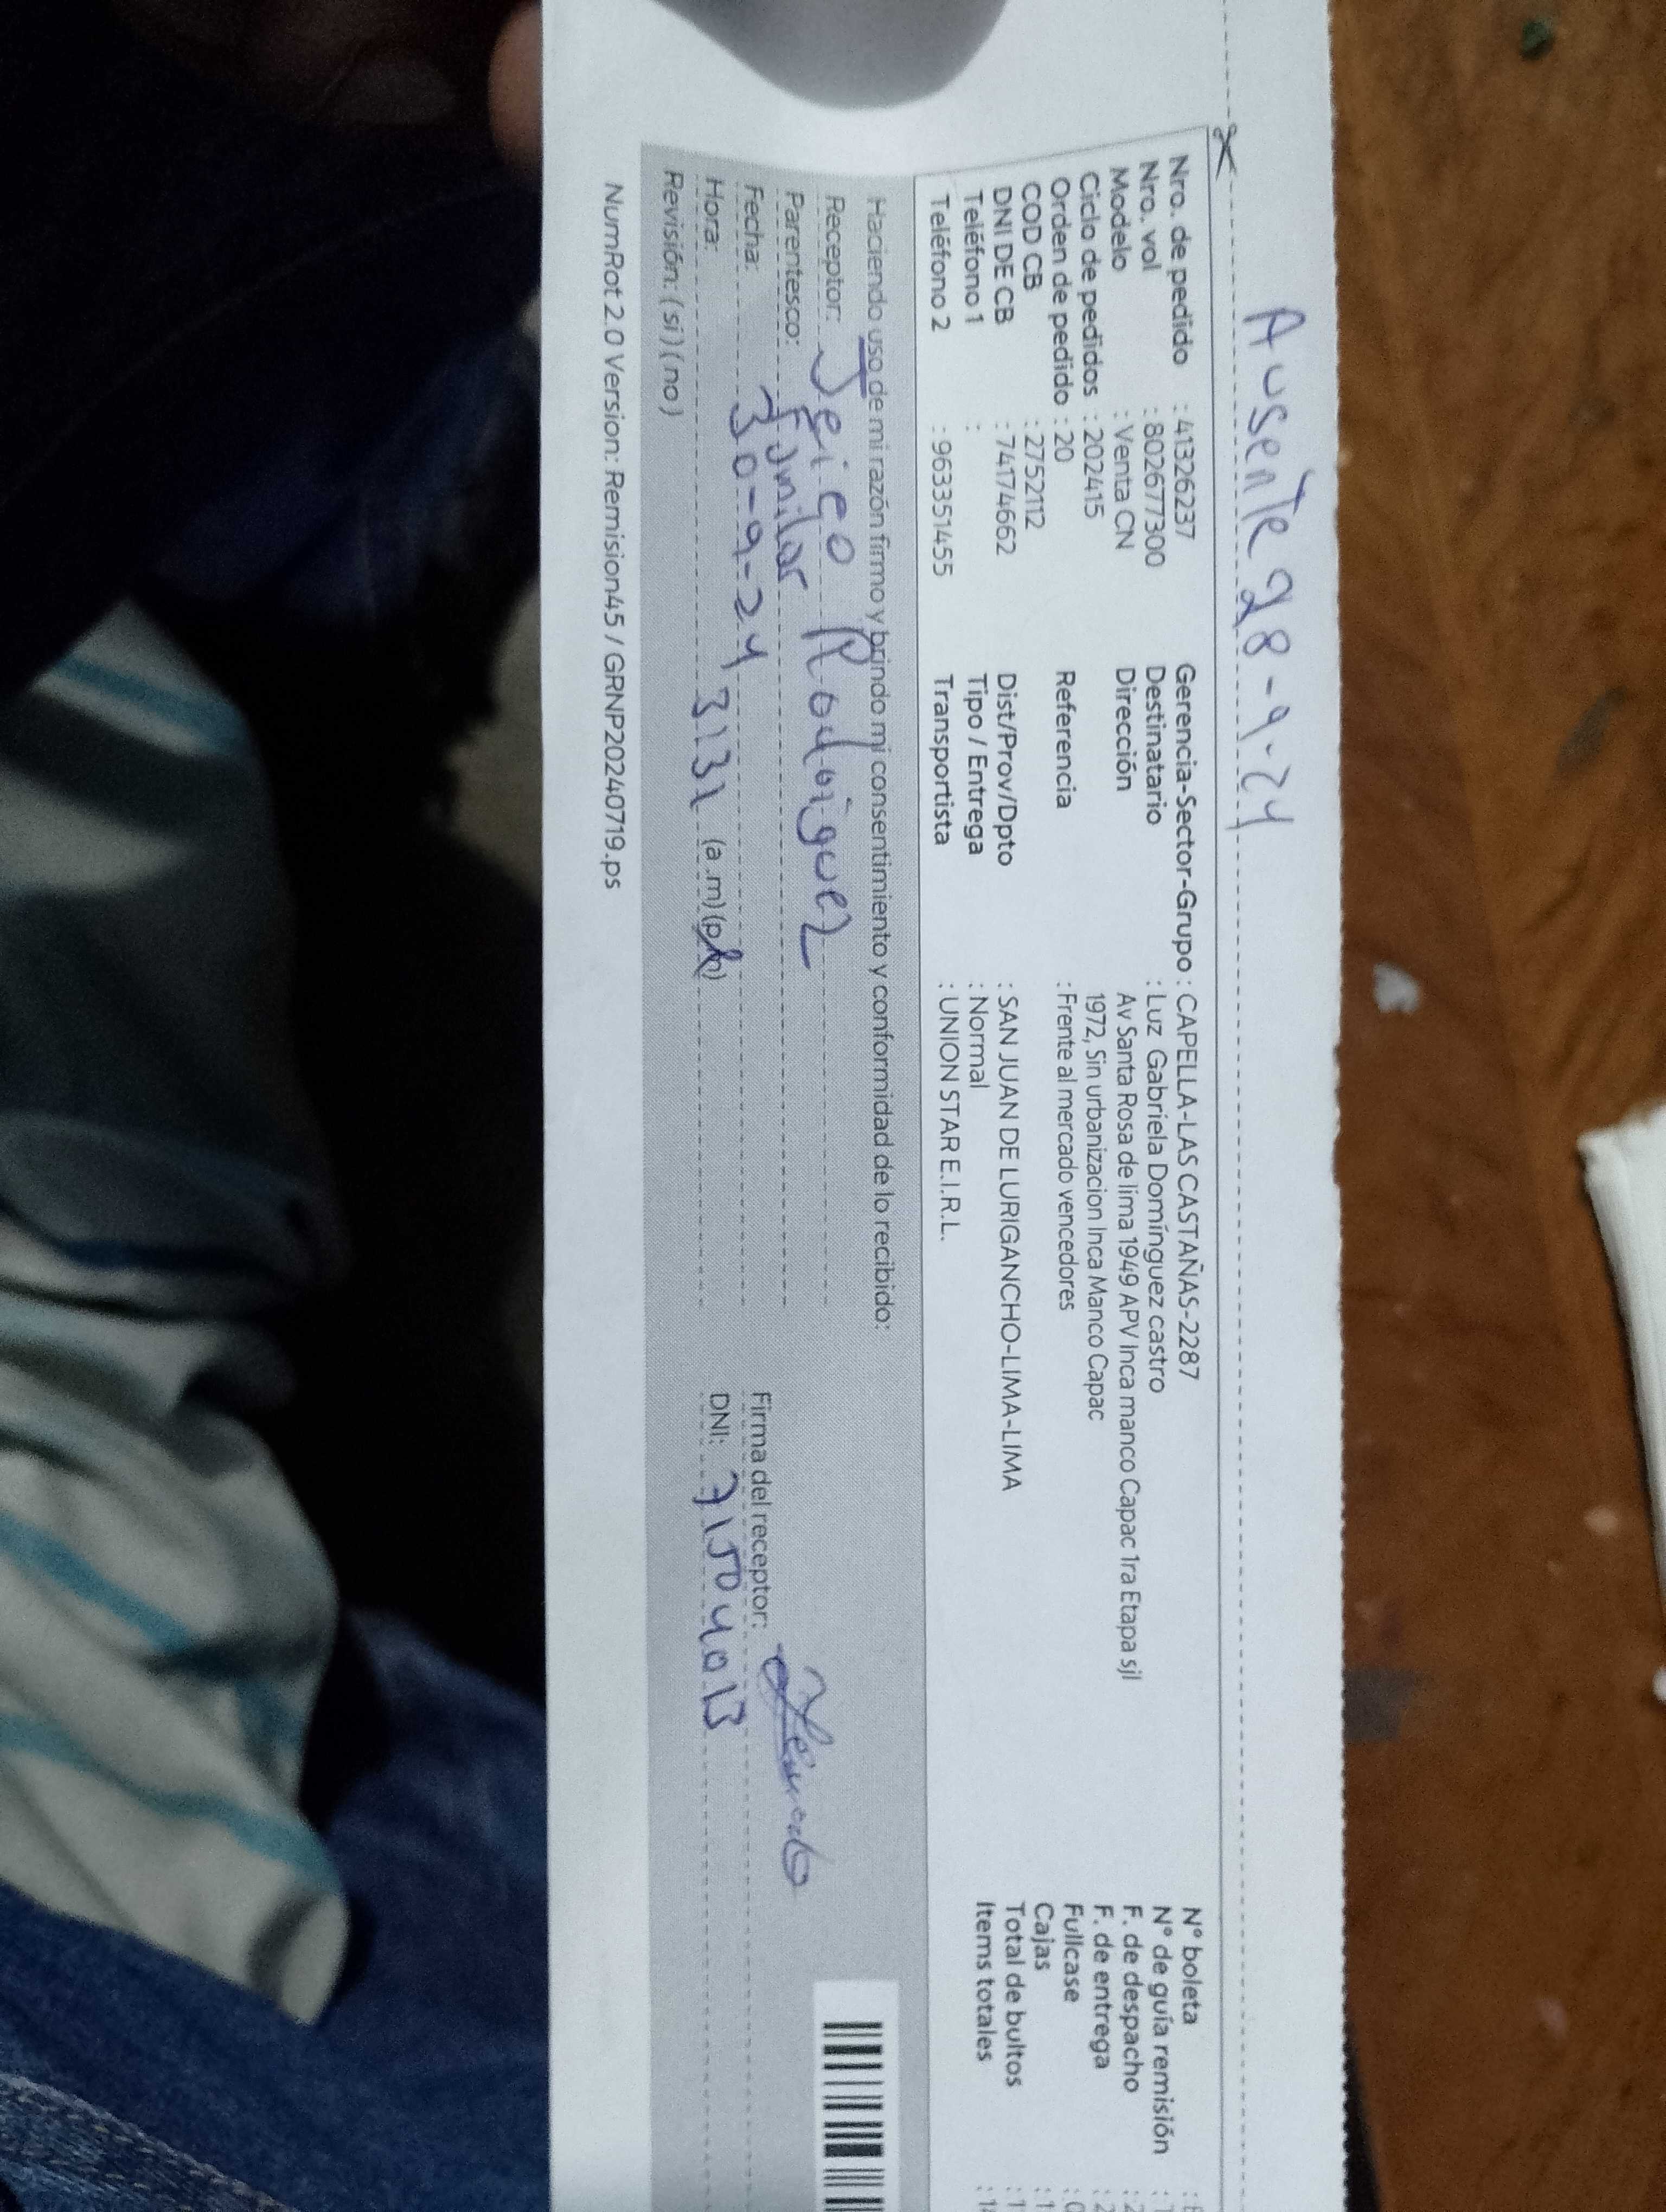 Ausente 28-9-24
Nro. de pedido : 41326237
Nro. vol : 802677300
Modelo : Venta CN
Ciclo de pedidos : 202415
Orden de pedido : 20
COD CB : 2752112
DNI DE CB : 74174662
Teléfono 1 :
Teléfono 2 : 963351455
Gerencia-Sector-Grupo : CAPELLA-LAS CASTAÑAS-2287
Destinatario : Luz Gabriela Domínguez castro
Dirección Av Santa Rosa de lima 1949 APV Inca manco Capac 1ra Etapa sjl
1972, Sin urbanizacion Inca Manco Capac
Referencia : Frente al mercado vencedores
Dist/Prov/Dpto : SAN JUAN DE LURIGANCHO-LIMA-LIMA
Tipo / Entrega : Normal
Transportista : UNION STAR E.I.R.L.
N° boleta :
N° de guía remisión :
F. de despacho :
F. de entrega :
Fullcase :
Cajas :
Total de bultos :
Items totales :
Haciendo uso de mi razón firmo y brindo mi consentimiento y conformidad de lo recibido:
Receptor: Rodriguez
Parentesco: Familar
Fecha: 30-9-24
Hora: (a.m) (pm)
Revisión: (si) (no)
Firma del receptor:
DNI: 71504013
NumRot 2.0 Version: Remision45 / GRNP20240719.ps